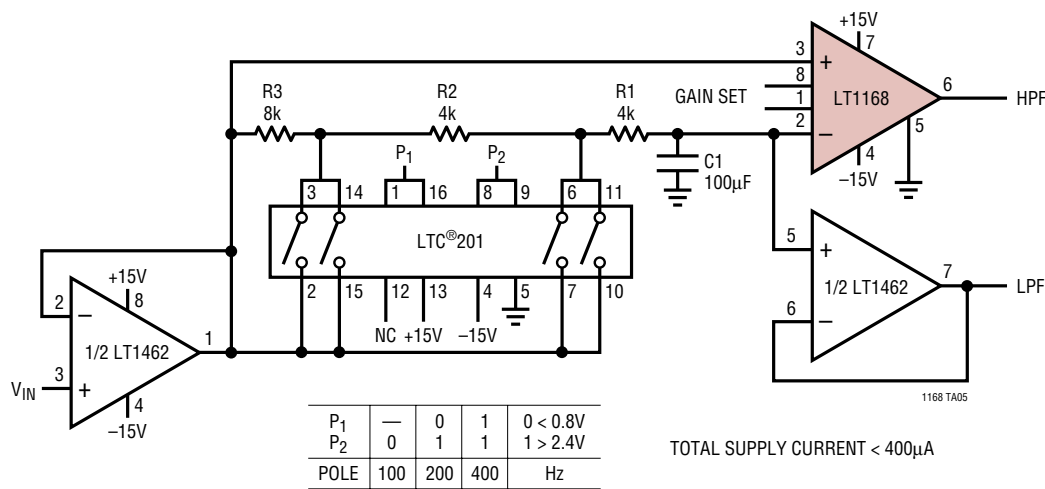 +15V
3
7
+
8
6
GAIN SET
1
LT1168
HPF
2
–
5
4
–15V
R3
8k
R2
4k
R1
4k
C1
100µF
P1
P2
3
14
1
16
8
9
6
11
LTC®201
2
15
12
13
4
5
7
10
NC
+15V
–15V
+15V
2
8
–
1
1/2 LT1462
3
VIN
+
4
–15V
5
+
7
1/2 LT1462
LPF
6
–
1168 TA05
P1 — 0 1 0 < 0.8V
P2 0 1 1 1 > 2.4V
POLE 100 200 400 Hz
TOTAL SUPPLY CURRENT < 400µA